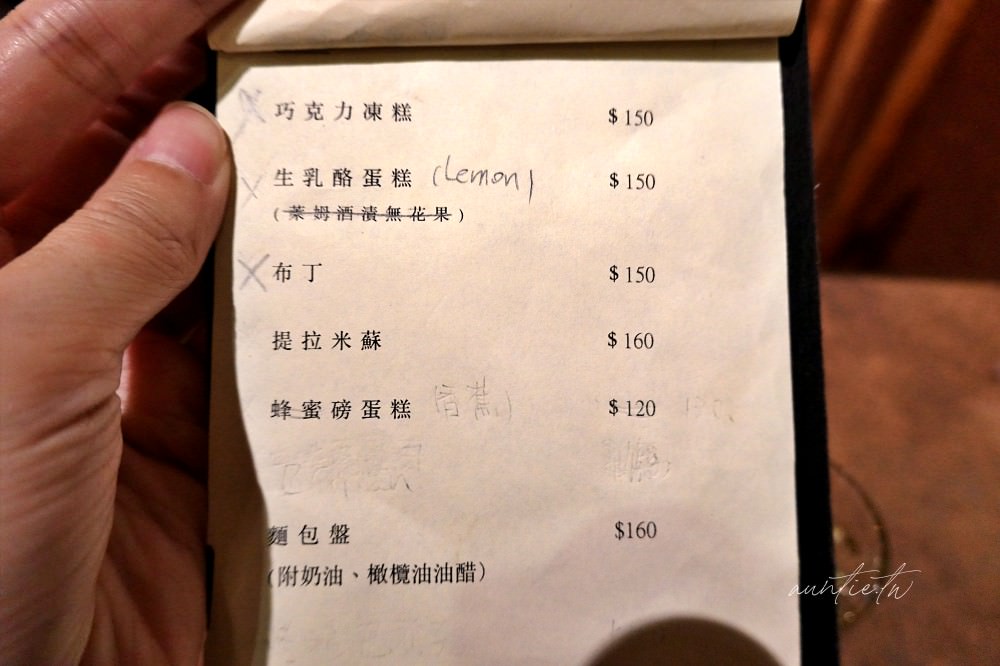 巧克力凍糕 $150
生乳酪蛋糕 (Lemon) $150
(萊姆酒漬無花果)
布丁 $150
提拉米蘇 $160
蜂蜜磅蛋糕 (香蕉) $120
麵包盤 $160
(附奶油、橄欖油油醋)
auntie.tw